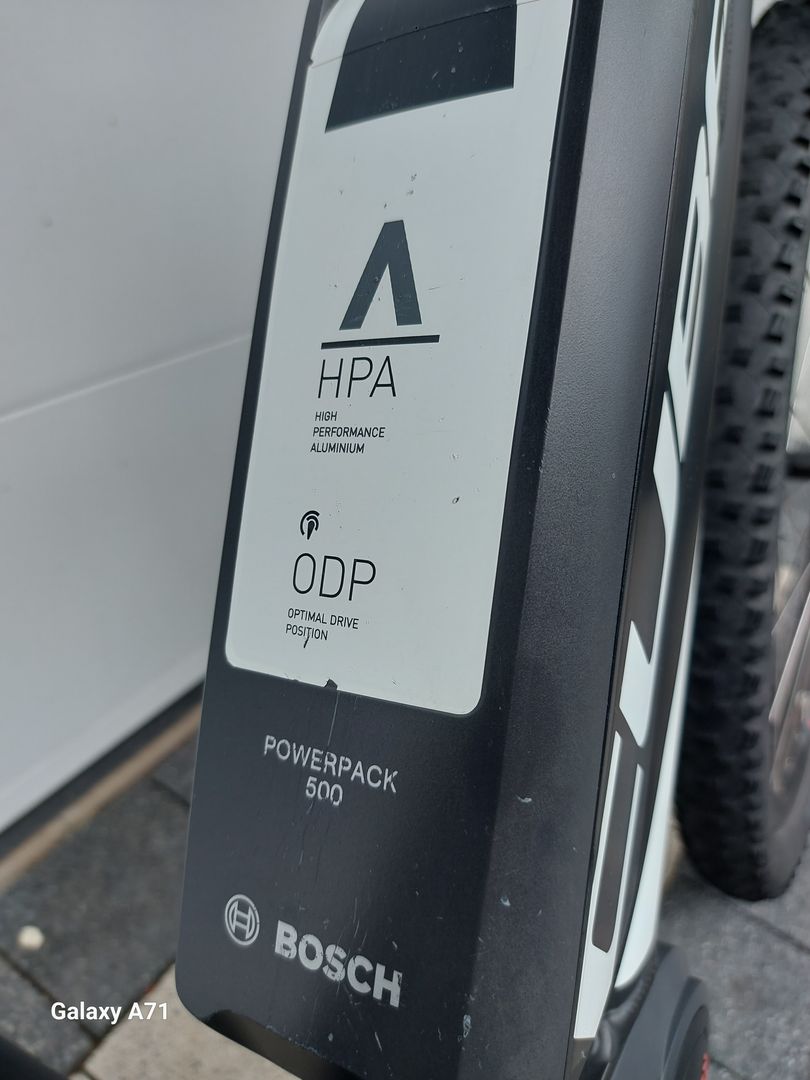 HPA
HIGH
PERFORMANCE
ALUMINIUM
ODP
OPTIMAL DRIVE
POSITION
POWERPACK
500
BOSCH
Galaxy A71